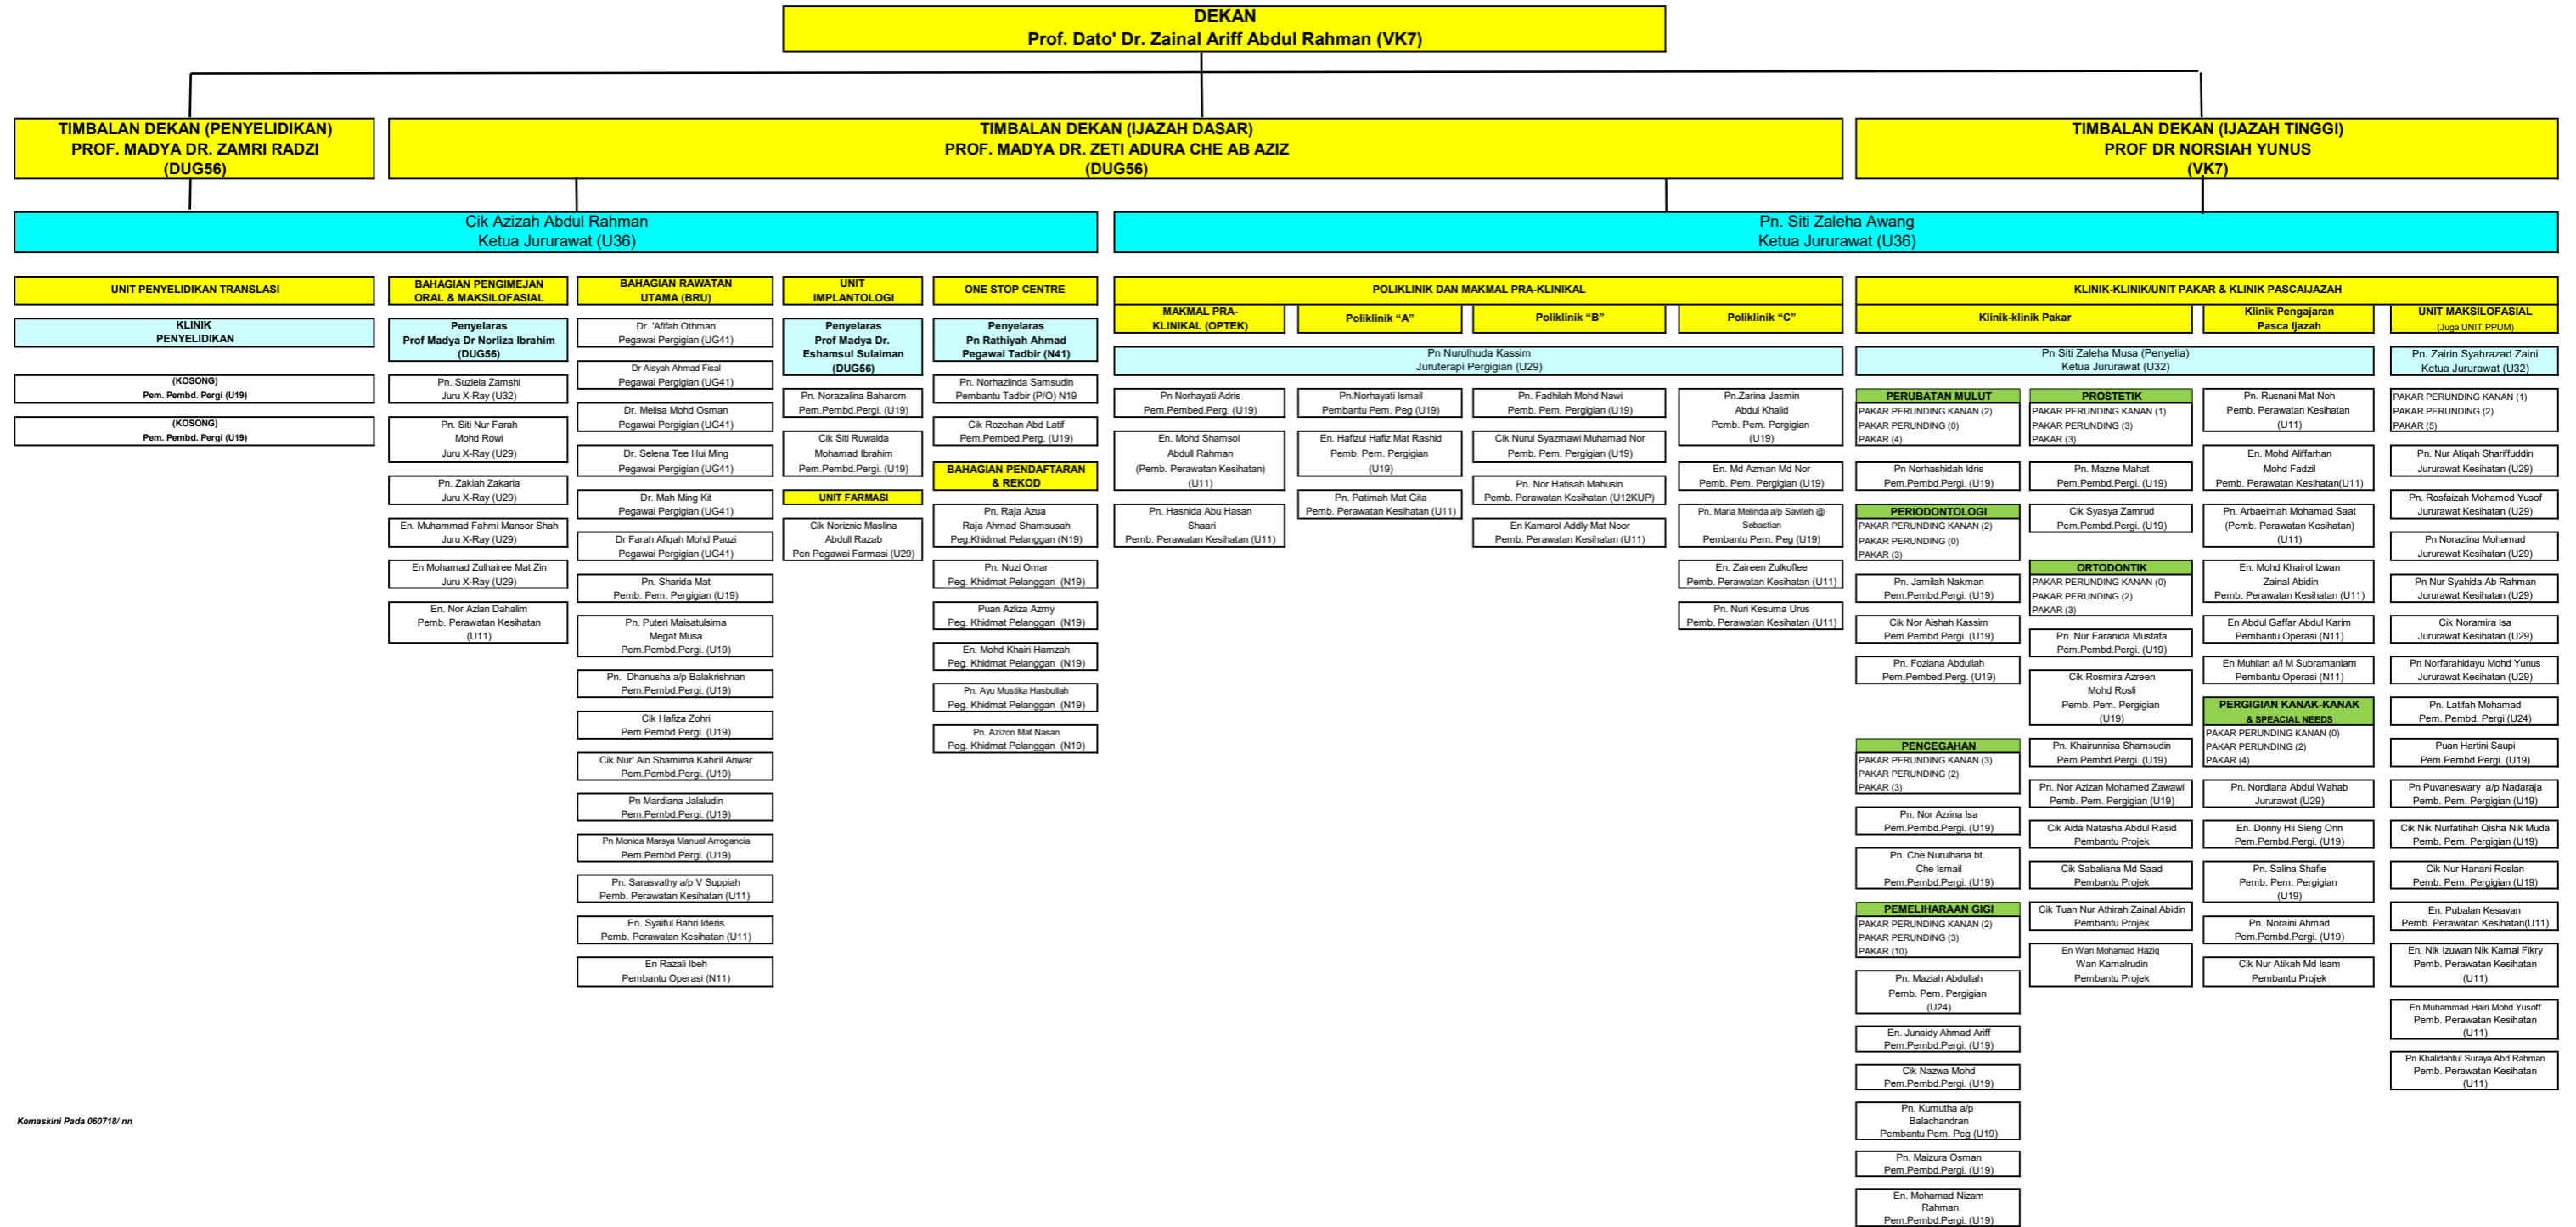 DEKAN
Prof. Dato' Dr. Zainal Ariff Abdul Rahman (VK7)
TIMBALAN DEKAN (PENYELIDIKAN)
PROF. MADYA DR. ZAMRI RADZI
(DUG56)
TIMBALAN DEKAN (IJAZAH DASAR)
PROF. MADYA DR. ZETI ADURA CHE AB AZIZ
(DUG56)
TIMBALAN DEKAN (IJAZAH TINGGI)
PROF DR NORSIAH YUNUS
(VK7)
Cik Azizah Abdul Rahman
Ketua Jururawat (U36)
Pn. Siti Zaleha Awang
Ketua Jururawat (U36)
UNIT PENYELIDIKAN TRANSLASI
KLINIK
PENYELIDIKAN
(KOSONG)
Pem. Pembd. Pergi (U19)
(KOSONG)
Pem. Pembd. Pergi (U19)
BAHAGIAN PENGIMEJAN
ORAL & MAKSILOFASIAL
Penyelaras
Prof Madya Dr Norliza Ibrahim
(DUG56)
Pn. Suziela Zamshi
Juru X-Ray (U32)
Pn. Siti Nur Farah
Mohd Rowi
Juru X-Ray (U29)
Pn. Zakiah Zakaria
Juru X-Ray (U29)
En. Muhammad Fahmi Mansor Shah
Juru X-Ray (U29)
En Mohamad Zulhairee Mat Zin
Juru X-Ray (U29)
En. Nor Azlan Dahalim
Pemb. Perawatan Kesihatan
(U11)
BAHAGIAN RAWATAN
UTAMA (BRU)
Dr. 'Afifah Othman
Pegawai Pergigian (UG41)
Dr Aisyah Ahmad Fisal
Pegawai Pergigian (UG41)
Dr. Melisa Mohd Osman
Pegawai Pergigian (UG41)
Dr. Selena Tee Hui Ming
Pegawai Pergigian (UG41)
Dr. Mah Ming Kit
Pegawai Pergigian (UG41)
Dr Farah Afiqah Mohd Pauzi
Pegawai Pergigian (UG41)
Pn. Sharida Mat
Pemb. Pem. Pergigian (U19)
Pn. Puteri Maisatulsima
Megat Musa
Pem.Pembd.Pergi. (U19)
Pn.  Dhanusha a/p Balakrishnan
Pem.Pembd.Pergi. (U19)
Cik Hafiza Zohri
Pem.Pembd.Pergi. (U19)
Cik Nur' Ain Shamima Kahiril Anwar
Pem.Pembd.Pergi. (U19)
Pn Mardiana Jalaludin
Pem.Pembd.Pergi. (U19)
Pn Monica Marsya Manuel Arrogancia
Pem.Pembd.Pergi. (U19)
Pn. Sarasvathy a/p V Suppiah
Pemb. Perawatan Kesihatan (U11)
En. Syaiful Bahri Ideris
Pemb. Perawatan Kesihatan (U11)
En Razali Ibeh
Pembantu Operasi (N11)
UNIT
IMPLANTOLOGI
Penyelaras
Prof Madya Dr.
Eshamsul Sulaiman
(DUG56)
Pn. Norazalina Baharom
Pem.Pembd.Pergi. (U19)
Cik Siti Ruwaida
Mohamad Ibrahim
Pem.Pembd.Pergi. (U19)
UNIT FARMASI
Cik Noriznie Maslina
Abdull Razab
Pen Pegawai Farmasi (U29)
ONE STOP CENTRE
Penyelaras
Pn Rathiyah Ahmad
Pegawai Tadbir (N41)
Pn. Norhazlinda Samsudin
Pembantu Tadbir (P/O) N19
Cik Rozehan Abd Latif
Pem.Pembed.Perg. (U19)
BAHAGIAN PENDAFTARAN
& REKOD
Pn. Raja Azua
Raja Ahmad Shamsusah
Peg.Khidmat Pelanggan (N19)
Pn. Nuzi Omar
Peg. Khidmat Pelanggan  (N19)
Puan Azliza Azmy
Peg. Khidmat Pelanggan  (N19)
En. Mohd Khairi Hamzah
Peg. Khidmat Pelanggan  (N19)
Pn. Ayu Mustika Hasbullah
Peg. Khidmat Pelanggan  (N19)
Pn. Azizon Mat Nasan
Peg. Khidmat Pelanggan  (N19)
POLIKLINIK DAN MAKMAL PRA-KLINIKAL
MAKMAL PRA-
KLINIKAL (OPTEK)
Poliklinik “A”
Poliklinik “B”
Poliklinik “C”
Pn Nurulhuda Kassim
Juruterapi Pergigian (U29)
Pn Norhayati Adris
Pem.Pembed.Perg. (U19)
En. Mohd Shamsol
Abdull Rahman
(Pemb. Perawatan Kesihatan)
(U11)
Pn. Hasnida Abu Hasan
Shaari
Pemb. Perawatan Kesihatan (U11)
Pn.Norhayati Ismail
Pembantu Pem. Peg (U19)
En. Hafizul Hafiz Mat Rashid
Pemb. Pem. Pergigian
(U19)
Pn. Patimah Mat Gita
Pemb. Perawatan Kesihatan (U11)
Pn. Fadhilah Mohd Nawi
Pemb. Pem. Pergigian (U19)
Cik Nurul Syazmawi Muhamad Nor
Pemb. Pem. Pergigian (U19)
Pn. Nor Hatisah Mahusin
Pemb. Perawatan Kesihatan (U12KUP)
En Kamarol Addly Mat Noor
Pemb. Perawatan Kesihatan (U11)
Pn.Zarina Jasmin
Abdul Khalid
Pemb. Pem. Pergigian
(U19)
En. Md Azman Md Nor
Pemb. Pem. Pergigian (U19)
Pn. Maria Melinda a/p Saviteh @
Sebastian
Pembantu Pem. Peg (U19)
En. Zaireen Zulkoflee
Pemb. Perawatan Kesihatan (U11)
Pn. Nuri Kesuma Urus
Pemb. Perawatan Kesihatan (U11)
KLINIK-KLINIK/UNIT PAKAR & KLINIK PASCAIJAZAH
Klinik-klinik Pakar
Klinik Pengajaran
Pasca Ijazah
UNIT MAKSILOFASIAL
(Juga UNIT PPUM)
Pn Siti Zaleha Musa (Penyelia)
Ketua Jururawat (U32)
Pn. Zairin Syahrazad Zaini
Ketua Jururawat (U32)
PERUBATAN MULUT
PAKAR PERUNDING KANAN (2)
PAKAR PERUNDING (0)
PAKAR (4)
Pn Norhashidah Idris
Pem.Pembd.Pergi. (U19)
PERIODONTOLOGI
PAKAR PERUNDING KANAN (2)
PAKAR PERUNDING (0)
PAKAR (3)
Pn. Jamilah Nakman
Pem.Pembd.Pergi. (U19)
Cik Nor Aishah Kassim
Pem.Pembd.Pergi. (U19)
Pn. Foziana Abdullah
Pem.Pembed.Perg. (U19)
PENCEGAHAN
PAKAR PERUNDING KANAN (3)
PAKAR PERUNDING (2)
PAKAR (3)
Pn. Nor Azrina Isa
Pem.Pembd.Pergi. (U19)
Pn. Che Nurulhana bt.
Che Ismail
Pem.Pembd.Pergi. (U19)
PEMELIHARAAN GIGI
PAKAR PERUNDING KANAN (2)
PAKAR PERUNDING (3)
PAKAR (10)
Pn. Maziah Abdullah
Pemb. Pem. Pergigian
(U24)
En. Junaidy Ahmad Ariff
Pem.Pembd.Pergi. (U19)
Cik Nazwa Mohd
Pem.Pembd.Pergi. (U19)
Pn. Kumutha a/p
Balachandran
Pembantu Pem. Peg (U19)
Pn. Maizura Osman
Pem.Pembd.Pergi. (U19)
En. Mohamad Nizam
Rahman
Pem.Pembd.Pergi. (U19)
PROSTETIK
PAKAR PERUNDING KANAN (1)
PAKAR PERUNDING (3)
PAKAR (3)
Pn. Mazne Mahat
Pem.Pembd.Pergi. (U19)
Cik Syasya Zamrud
Pem.Pembd.Pergi. (U19)
ORTODONTIK
PAKAR PERUNDING KANAN (0)
PAKAR PERUNDING (2)
PAKAR (3)
Pn. Nur Faranida Mustafa
Pem.Pembd.Pergi. (U19)
Cik Rosmira Azreen
Mohd Rosli
Pemb. Pem. Pergigian
(U19)
Pn. Khairunnisa Shamsudin
Pem.Pembd.Pergi. (U19)
Pn. Nor Azizan Mohamed Zawawi
Pemb. Pem. Pergigian (U19)
Cik Aida Natasha Abdul Rasid
Pembantu Projek
Cik Sabaliana Md Saad
Pembantu Projek
Cik Tuan Nur Athirah Zainal Abidin
Pembantu Projek
En Wan Mohamad Haziq
Wan Kamalrudin
Pembantu Projek
Pn. Rusnani Mat Noh
Pemb. Perawatan Kesihatan
(U11)
En. Mohd Aliffarhan
Mohd Fadzil
Pemb. Perawatan Kesihatan(U11)
Pn. Arbaeimah Mohamad Saat
(Pemb. Perawatan Kesihatan)
(U11)
En. Mohd Khairol Izwan
Zainal Abidin
Pemb. Perawatan Kesihatan (U11)
En Abdul Gaffar Abdul Karim
Pembantu Operasi (N11)
En Muhilan a/l M Subramaniam
Pembantu Operasi (N11)
PERGIGIAN KANAK-KANAK
& SPEACIAL NEEDS
PAKAR PERUNDING KANAN (0)
PAKAR PERUNDING (2)
PAKAR (4)
Pn. Nordiana Abdul Wahab
Jururawat (U29)
En. Donny Hii Sieng Onn
Pem.Pembd.Pergi. (U19)
Pn. Salina Shafie
Pemb. Pem. Pergigian
(U19)
Pn. Noraini Ahmad
Pem.Pembd.Pergi. (U19)
Cik Nur Atikah Md Isam
Pembantu Projek
PAKAR PERUNDING KANAN (1)
PAKAR PERUNDING (2)
PAKAR (5)
Pn. Nur Atiqah Shariffuddin
Jururawat Kesihatan (U29)
Pn. Rosfaizah Mohamed Yusof
Jururawat Kesihatan (U29)
Pn Norazlina Mohamad
Jururawat Kesihatan (U29)
Pn Nur Syahida Ab Rahman
Jururawat Kesihatan (U29)
Cik Noramira Isa
Jururawat Kesihatan (U29)
Pn Norfarahidayu Mohd Yunus
Jururawat Kesihatan (U29)
Pn. Latifah Mohamad
Pem. Pembd. Pergi (U24)
Puan Hartini Saupi
Pem.Pembd.Pergi. (U19)
Pn Puvaneswary  a/p Nadaraja
Pemb. Pem. Pergigian (U19)
Cik Nik Nurfatihah Qisha Nik Muda
Pemb. Pem. Pergigian (U19)
Cik Nur Hanani Roslan
Pemb. Pem. Pergigian (U19)
En. Pubalan Kesavan
Pemb. Perawatan Kesihatan(U11)
En. Nik Izuwan Nik Kamal Fikry
Pemb. Perawatan Kesihatan
(U11)
En Muhammad Hairi Mohd Yusoff
Pemb. Perawatan Kesihatan
(U11)
Pn Khalidahtul Suraya Abd Rahman
Pemb. Perawatan Kesihatan
(U11)
Kemaskini Pada 060718/ nn